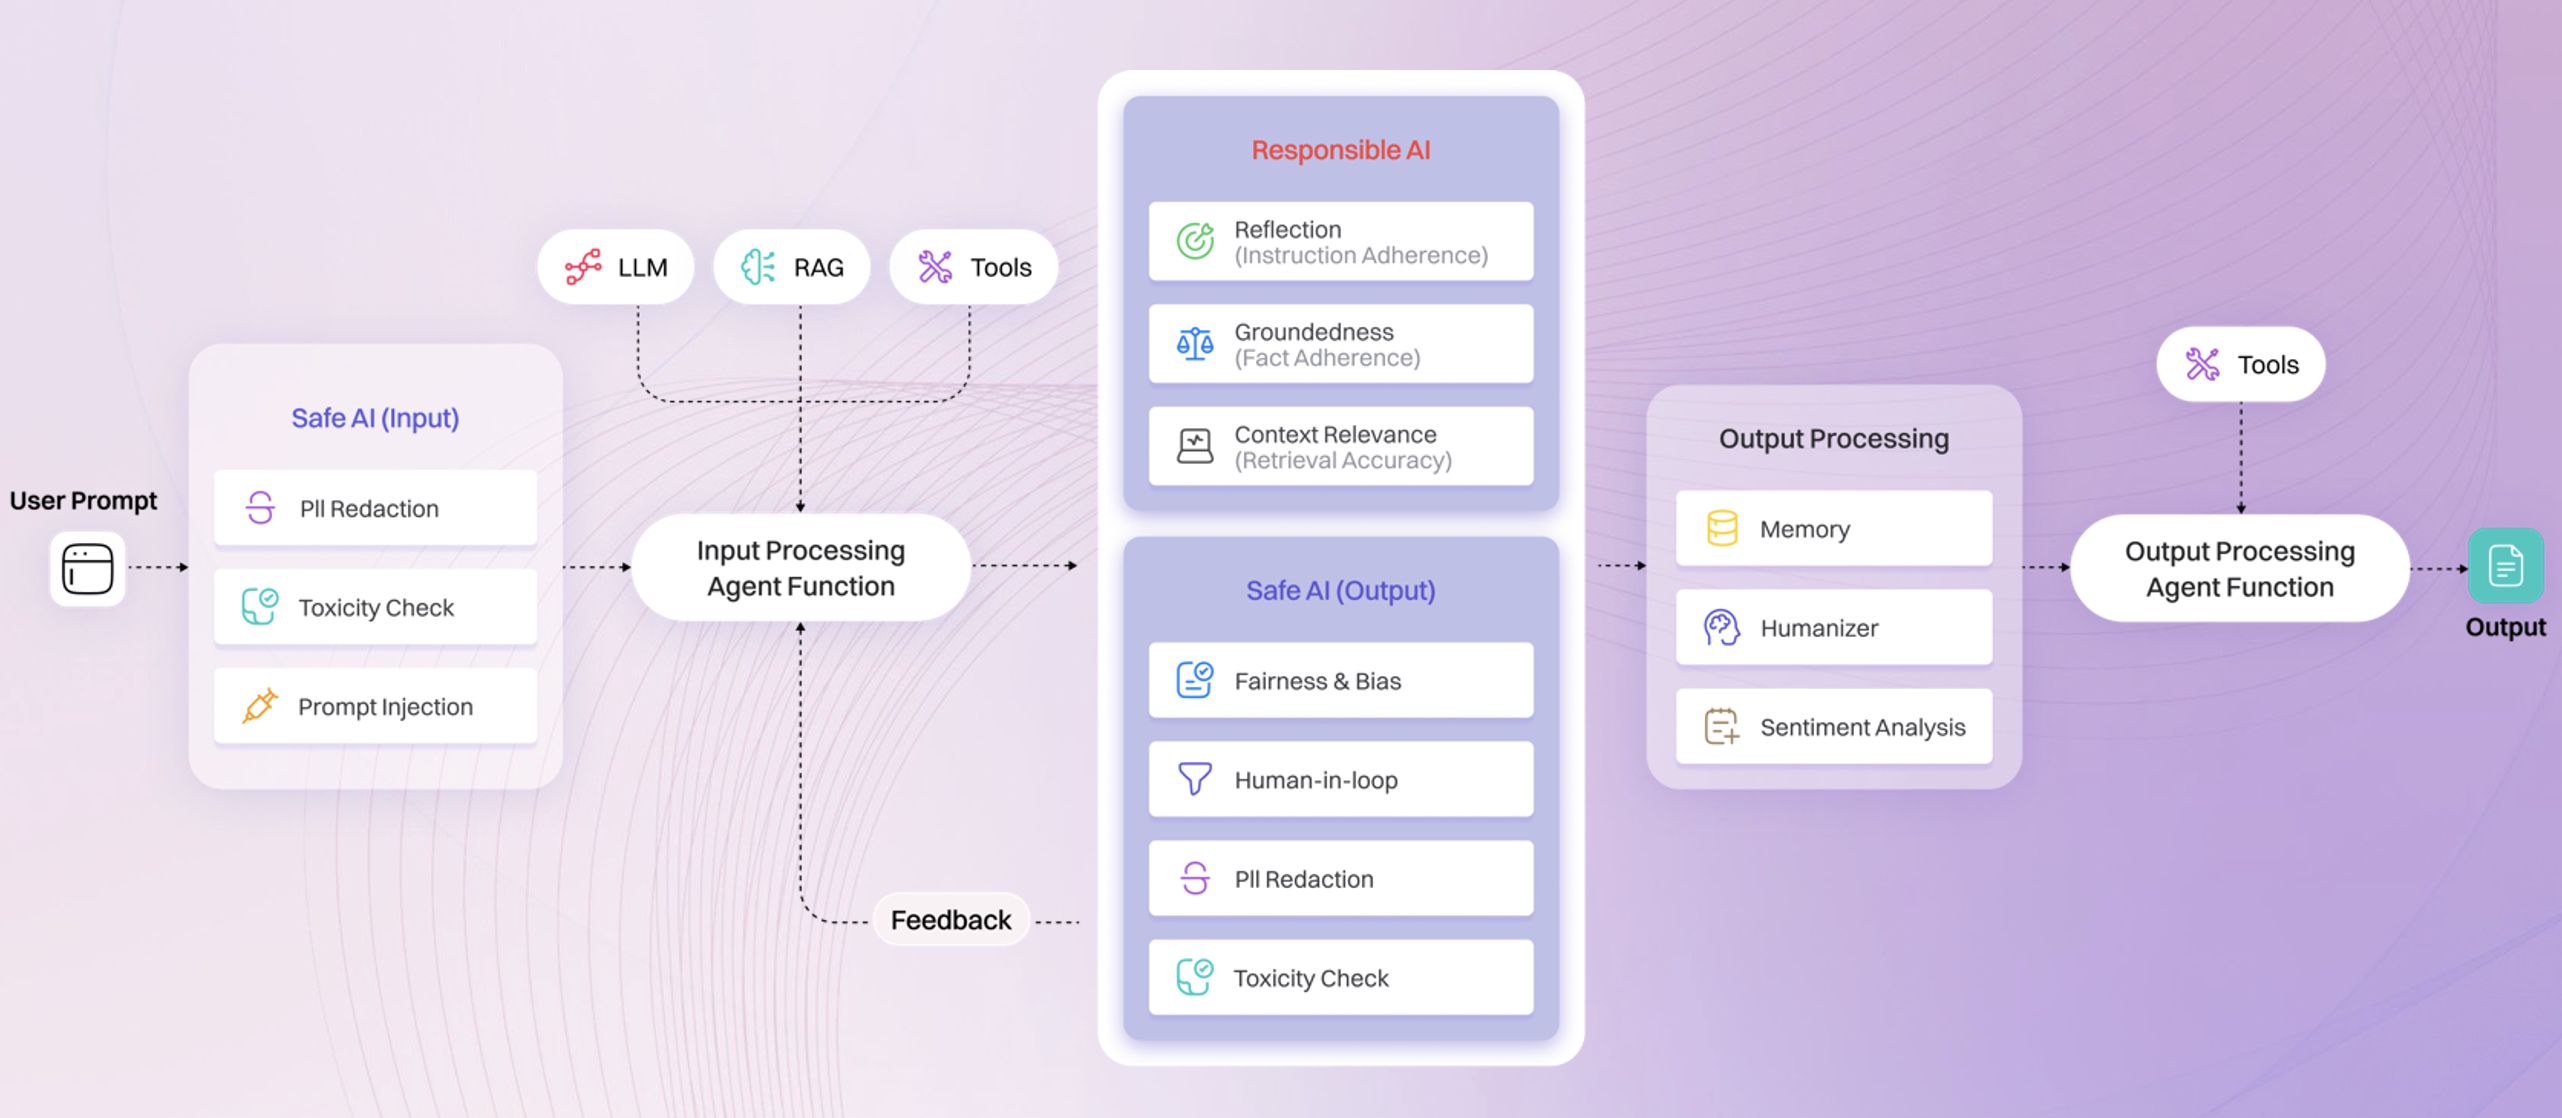 User Prompt
Safe AI (Input)
Pll Redaction
Toxicity Check
Prompt Injection
LLM
RAG
Tools
Input Processing
Agent Function
Feedback
Responsible AI
Reflection
(Instruction Adherence)
Groundedness
(Fact Adherence)
Context Relevance
(Retrieval Accuracy)
Safe AI (Output)
Fairness & Bias
Human-in-loop
Pll Redaction
Toxicity Check
Output Processing
Memory
Humanizer
Sentiment Analysis
Tools
Output Processing
Agent Function
Output